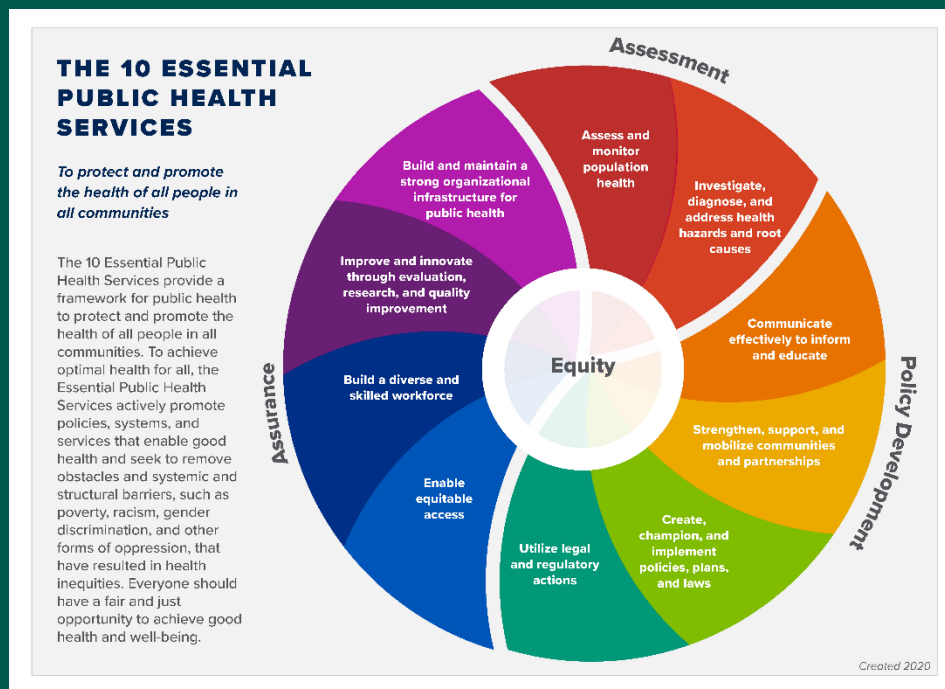 THE 10 ESSENTIAL
PUBLIC HEALTH
SERVICES
To protect and promote
the health of all people in
all communities
The 10 Essential Public
Health Services provide a
framework for public health
to protect and promote the
health of all people in all
communities. To achieve
optimal health for all, the
Essential Public Health
Services actively promote
policies, systems, and
services that enable good
health and seek to remove
obstacles and systemic and
structural barriers, such as
poverty, racism, gender
discrimination, and other
forms of oppression, that
have resulted in health
inequities. Everyone should
have a fair and just
opportunity to achieve good
health and well-being.
Assessment
Assess and
monitor
population
health
Investigate,
diagnose, and
address health
hazards and root
causes
Policy Development
Communicate
effectively to inform
and educate
Strengthen, support, and
mobilize communities
and partnerships
Create,
champion, and
implement
policies, plans,
and laws
Utilize legal
and regulatory
actions
Assurance
Enable
equitable
access
Build a diverse and
skilled workforce
Improve and innovate
through evaluation,
research, and quality
improvement
Build and maintain a
strong organizational
infrastructure for
public health
Equity
Created 2020